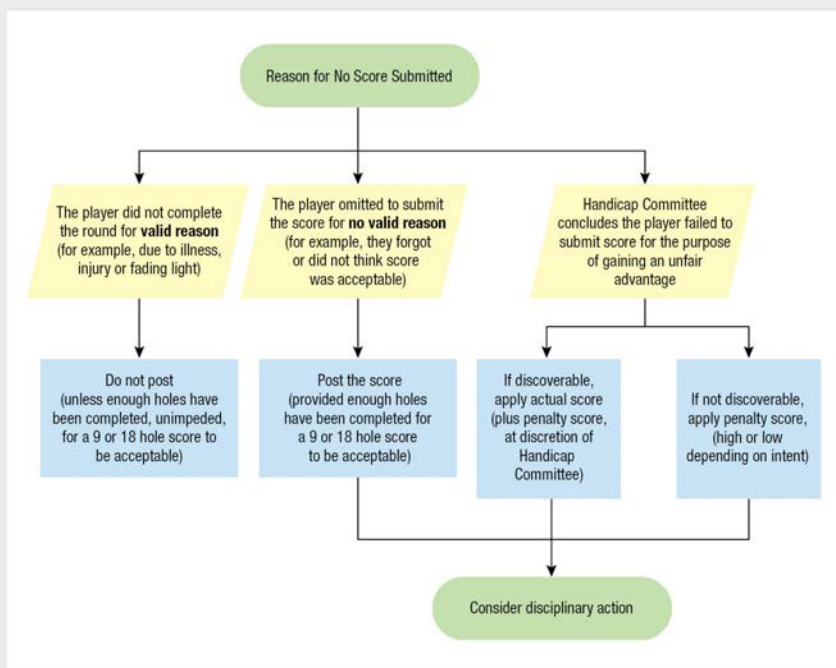 Reason for No Score Submitted
The player did not complete
the round for valid reason
(for example, due to illness,
injury or fading light)
The player omitted to submit
the score for no valid reason
(for example, they forgot
or did not think score
was acceptable)
Handicap Committee
concludes the player failed to
submit score for the purpose
of gaining an unfair
advantage
Do not post
(unless enough holes have
been completed, unimpeded,
for a 9 or 18 hole score to
be acceptable)
Post the score
(provided enough holes
have been completed for
a 9 or 18 hole score
to be acceptable)
If discoverable,
apply actual score
(plus penalty score,
at discretion of
Handicap
Committee)
If not discoverable,
apply penalty score,
(high or low
depending on intent)
Consider disciplinary action